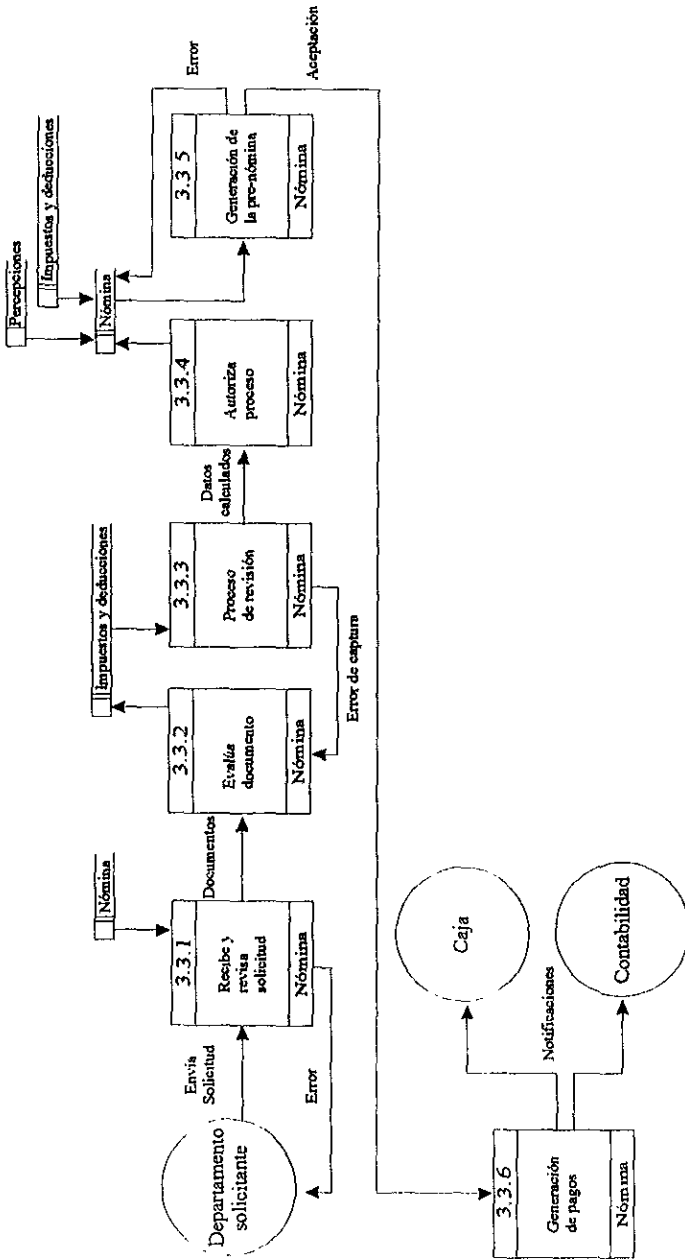 Departamento
solicitante
Envía
Solicitud
Error
Nómina
3.3.1
Recibe y
revisa
solicitud
Nómina
Documentos
3.3.2
Evalúa
documento
Nómina
Impuestos y deducciones
3.3.3
Proceso
de revisión
Nómina
Error de captura
Datos
calculados
3.3.4
Autoriza
proceso
Nómina
Percepciones
Impuestos y deducciones
Nómina
3.3 5
Generación de
la pre-nómina
Nómina
Error
Aceptación
3.3.6
Generación
de pagos
Nómina
Notificaciones
Caja
Contabilidad